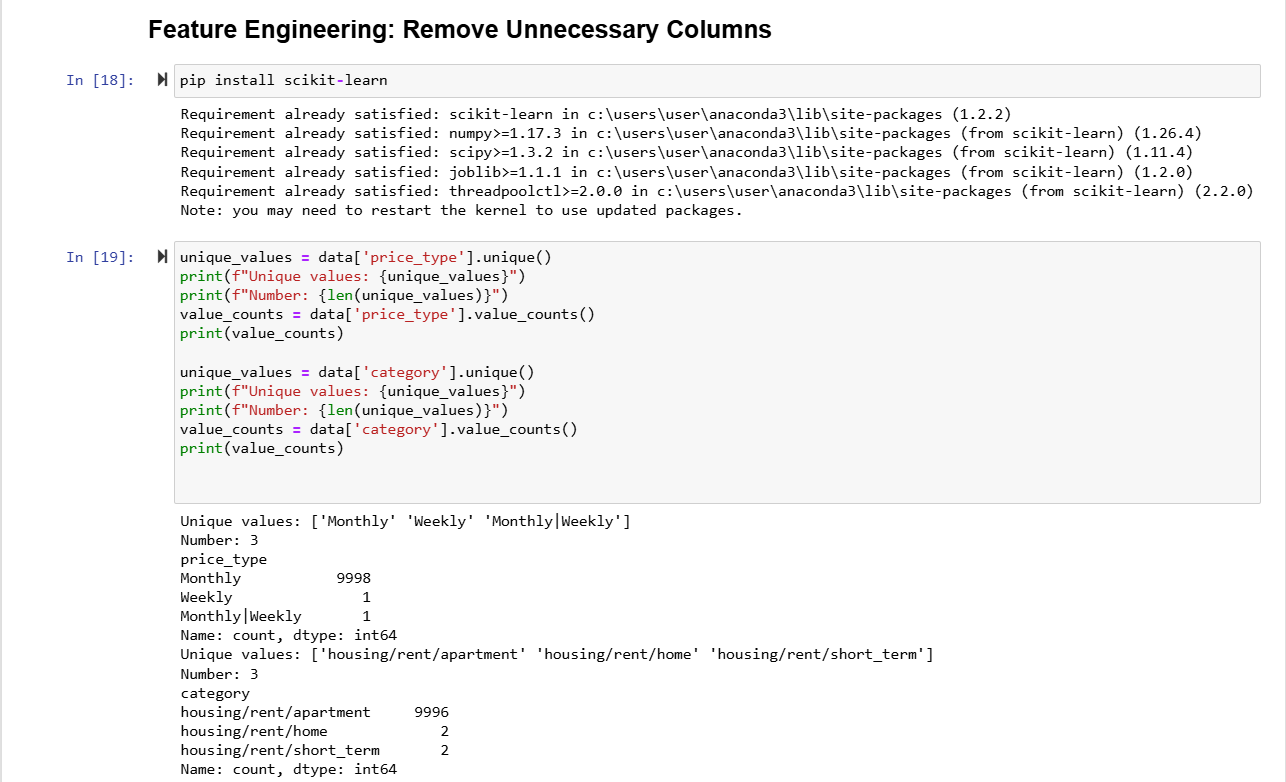 Feature Engineering: Remove Unnecessary Columns
In [18]: pip install scikit-learn
Requirement already satisfied: scikit-learn in c:\users\user\anaconda3\lib\site-packages (1.2.2)
Requirement already satisfied: numpy>=1.17.3 in c:\users\user\anaconda3\lib\site-packages (from scikit-learn) (1.26.4)
Requirement already satisfied: scipy>=1.3.2 in c:\users\user\anaconda3\lib\site-packages (from scikit-learn) (1.11.4)
Requirement already satisfied: joblib>=1.1.1 in c:\users\user\anaconda3\lib\site-packages (from scikit-learn) (1.2.0)
Requirement already satisfied: threadpoolctl>=2.0.0 in c:\users\user\anaconda3\lib\site-packages (from scikit-learn) (2.2.0)
Note: you may need to restart the kernel to use updated packages.
In [19]: unique_values = data['price_type'].unique()
print(f"Unique values: {unique_values}")
print(f"Number: {len(unique_values)}")
value_counts = data['price_type'].value_counts()
print(value_counts)
unique_values = data['category'].unique()
print(f"Unique values: {unique_values}")
print(f"Number: {len(unique_values)}")
value_counts = data['category'].value_counts()
print(value_counts)
Unique values: ['Monthly' 'Weekly' 'Monthly|Weekly']
Number: 3
price_type
Monthly 9998
Weekly 1
Monthly|Weekly 1
Name: count, dtype: int64
Unique values: ['housing/rent/apartment' 'housing/rent/home' 'housing/rent/short_term']
Number: 3
category
housing/rent/apartment 9996
housing/rent/home 2
housing/rent/short_term 2
Name: count, dtype: int64